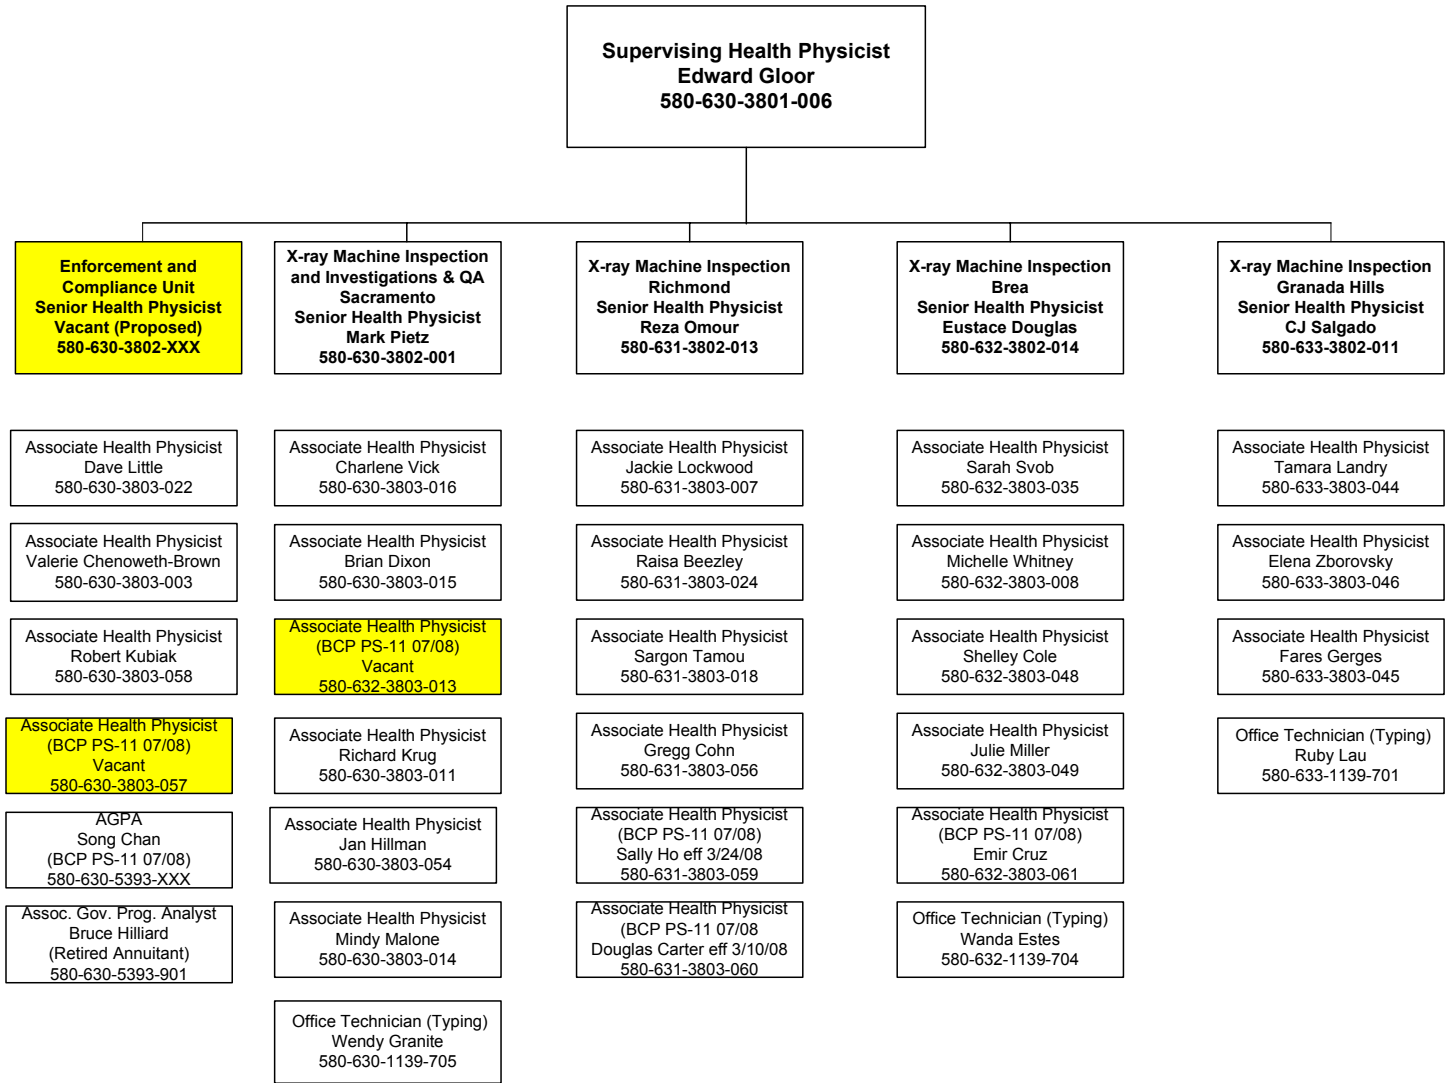 Supervising Health Physicist
Edward Gloor
580-630-3801-006
Enforcement and
Compliance Unit
Senior Health Physicist
Vacant (Proposed)
580-630-3802-XXX
X-ray Machine Inspection
and Investigations & QA
Sacramento
Senior Health Physicist
Mark Pietz
580-630-3802-001
X-ray Machine Inspection
Richmond
Senior Health Physicist
Reza Omour
580-631-3802-013
X-ray Machine Inspection
Brea
Senior Health Physicist
Eustace Douglas
580-632-3802-014
X-ray Machine Inspection
Granada Hills
Senior Health Physicist
CJ Salgado
580-633-3802-011
Associate Health Physicist
Dave Little
580-630-3803-022
Associate Health Physicist
Charlene Vick
580-630-3803-016
Associate Health Physicist
Jackie Lockwood
580-631-3803-007
Associate Health Physicist
Sarah Svob
580-632-3803-035
Associate Health Physicist
Tamara Landry
580-633-3803-044
Associate Health Physicist
Valerie Chenoweth-Brown
580-630-3803-003
Associate Health Physicist
Brian Dixon
580-630-3803-015
Associate Health Physicist
Raisa Beezley
580-631-3803-024
Associate Health Physicist
Michelle Whitney
580-632-3803-008
Associate Health Physicist
Elena Zborovsky
580-633-3803-046
Associate Health Physicist
Robert Kubiak
580-630-3803-058
Associate Health Physicist
(BCP PS-11 07/08)
Vacant
580-632-3803-013
Associate Health Physicist
Sargon Tamou
580-631-3803-018
Associate Health Physicist
Shelley Cole
580-632-3803-048
Associate Health Physicist
Fares Gerges
580-633-3803-045
Associate Health Physicist
(BCP PS-11 07/08)
Vacant
580-630-3803-057
Associate Health Physicist
Richard Krug
580-630-3803-011
Associate Health Physicist
Gregg Cohn
580-631-3803-056
Associate Health Physicist
Julie Miller
580-632-3803-049
Office Technician (Typing)
Ruby Lau
580-633-1139-701
AGPA
Song Chan
(BCP PS-11 07/08)
580-630-5393-XXX
Associate Health Physicist
Jan Hillman
580-630-3803-054
Associate Health Physicist
(BCP PS-11 07/08)
Sally Ho eff 3/24/08
580-631-3803-059
Associate Health Physicist
(BCP PS-11 07/08)
Emir Cruz
580-632-3803-061
Assoc. Gov. Prog. Analyst
Bruce Hilliard
(Retired Annuitant)
580-630-5393-901
Associate Health Physicist
Mindy Malone
580-630-3803-014
Associate Health Physicist
(BCP PS-11 07/08
Douglas Carter eff 3/10/08
580-631-3803-060
Office Technician (Typing)
Wanda Estes
580-632-1139-704
Office Technician (Typing)
Wendy Granite
580-630-1139-705